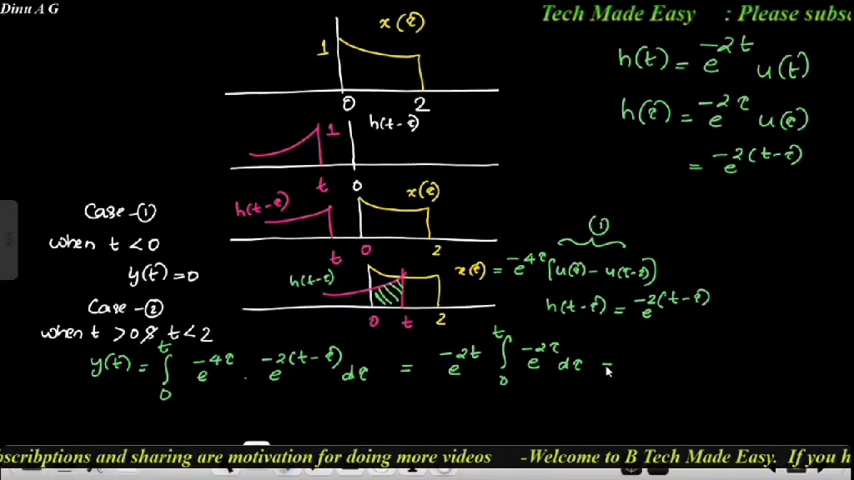 Dinu A G
Tech Made Easy : Please subs
x(τ)
1
0 2
h(t-τ)
1
t 0
h(t-τ)
x(τ)
t 0 2
h(t-τ)
0 t 2
h(t) = e^{-2t} u(t)
h(τ) = e^{-2τ} u(τ)
= e^{-2(t-τ)}
①
x(τ) = e^{-4τ} [u(τ) - u(τ-2)]
h(t-τ) = e^{-2(t-τ)}
Case - ①
when t < 0
y(t) = 0
Case - ②
when t > 0 & t < 2
y(t) = ∫_0^t e^{-4τ} . e^{-2(t-τ)} dτ = e^{-2t} ∫_0^t e^{-2τ} dτ =
scribptions and sharing are motivation for doing more videos -Welcome to B Tech Made Easy. If you h